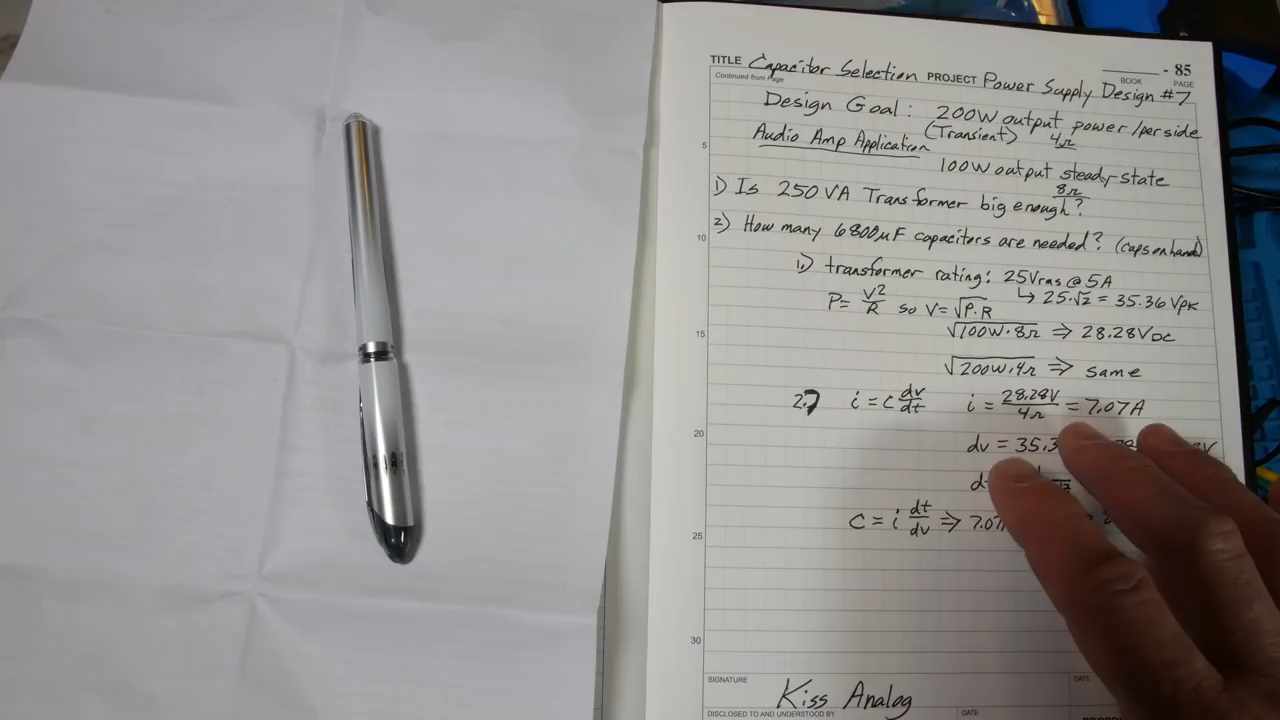 TITLE Capacitor Selection PROJECT Power Supply Design #7 BOOK - 85 PAGE
Continued from Page
Design Goal: 200W output power/per side
(Transient) 4Ω
Audio Amp Application
100W output steady-state
8Ω
5
1) Is 250VA Transformer big enough?
2) How many 6800µF capacitors are needed? (caps on hand)
10
1.) transformer rating: 25Vrms @ 5A
↳ 25·√2 = 35.36 Vpk
P = V²/R so V = √P·R
15
√100W·8Ω ⇒ 28.28VDC
√200W·4Ω ⇒ same
2.) i = C dv/dt i = 28.28V/4Ω = 7.07A
20
dv = 35.3
d
C = i dt/dv ⇒ 7.07
25
30
SIGNATURE
Kiss Analog
DATE
DISCLOSED TO AND UNDERSTOOD BY
DATE